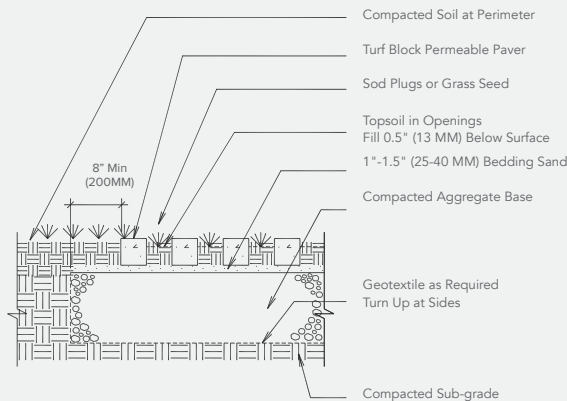 Compacted Soil at Perimeter
Turf Block Permeable Paver
Sod Plugs or Grass Seed
Topsoil in Openings
Fill 0.5" (13 MM) Below Surface
1"-1.5" (25-40 MM) Bedding Sand
Compacted Aggregate Base
8" Min
(200MM)
Geotextile as Required
Turn Up at Sides
Compacted Sub-grade